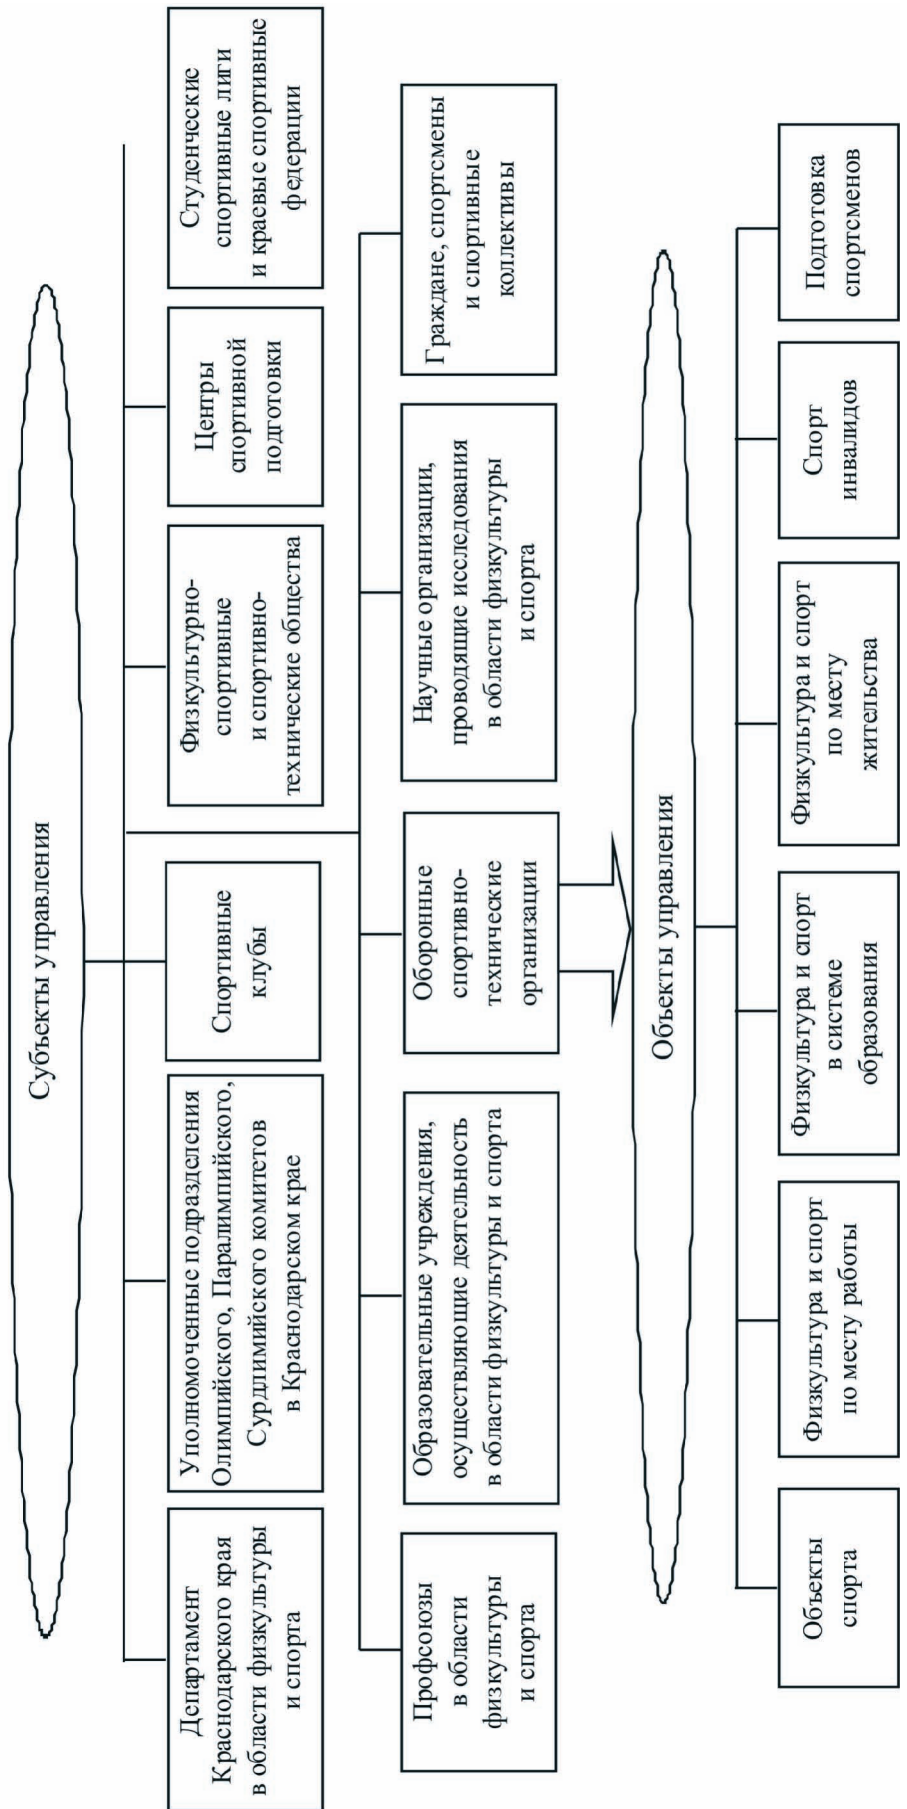 Субъекты управления
Департамент
Краснодарского края
в области физкультуры
и спорта
Уполномоченные подразделения
Олимпийского, Паралимпийского,
Сурдлимийского комитетов
в Краснодарском крае
Спортивные
клубы
Физкультурно-
спортивные
и спортивно-
технические общества
Центры
спортивной
подготовки
Студенческие
спортивные лиги
и краевые спортивные
федерации
Профсоюзы
в области
физкультуры
и спорта
Образовательные учреждения,
осуществляющие деятельность
в области физкультуры и спорта
Оборонные
спортивно-
технические
организации
Научные организации,
проводящие исследования
в области физкультуры
и спорта
Граждане, спортсмены
и спортивные
коллективы
Объекты управления
Объекты
спорта
Физкультура и спорт
по месту работы
Физкультура и спорт
в системе
образования
Физкультура и спорт
по месту
жительства
Спорт
инвалидов
Подготовка
спортсменов